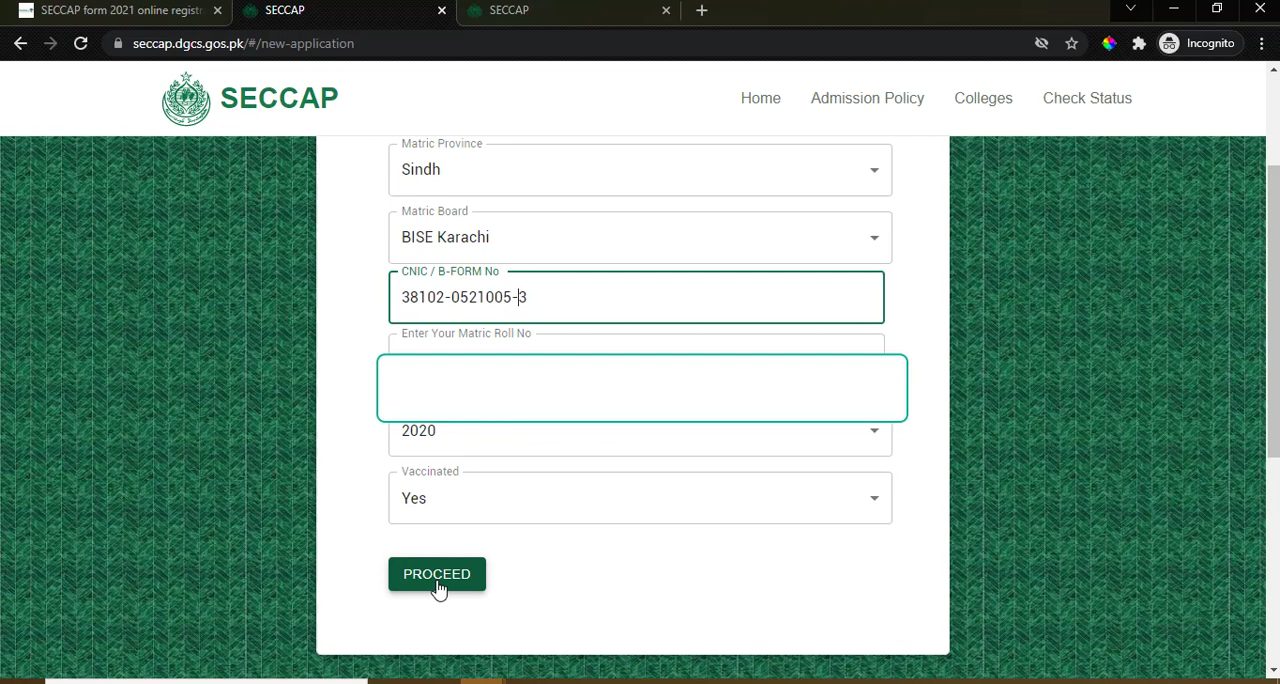 SECCAP form 2021 online registr
SECCAP
SECCAP
seccap.dgcs.gos.pk/#/new-application
Incognito
SECCAP
Home
Admission Policy
Colleges
Check Status
Matric Province
Sindh
Matric Board
BISE Karachi
CNIC / B-FORM No
38102-0521005-3
Enter Your Matric Roll No
2020
Vaccinated
Yes
PROCEED